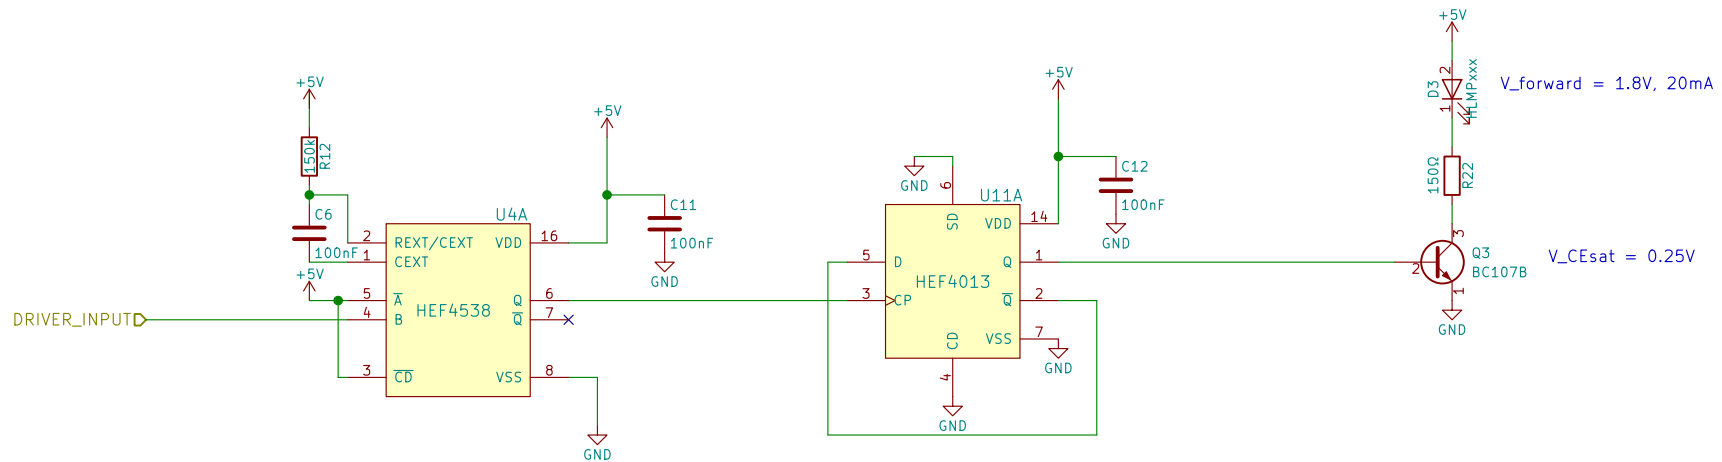 +5V
150k
R12
C6
100nF
+5V
DRIVER_INPUT
U4A
HEF4538
2 REXT/CEXT
1 CEXT
5 A
4 B
3 CD
VDD 16
Q 6
Q 7
VSS 8
+5V
C11
100nF
GND
GND
U11A
HEF4013
GND
6
SD
5 D
3 CP
VDD 14
Q 1
Q 2
VSS 7
CD
4
GND
GND
+5V
C12
100nF
GND
+5V
2
D3
HLMPxxx
1
V_forward = 1.8V, 20mA
150Ω
R22
3
2
Q3
BC107B
1
GND
V_CEsat = 0.25V